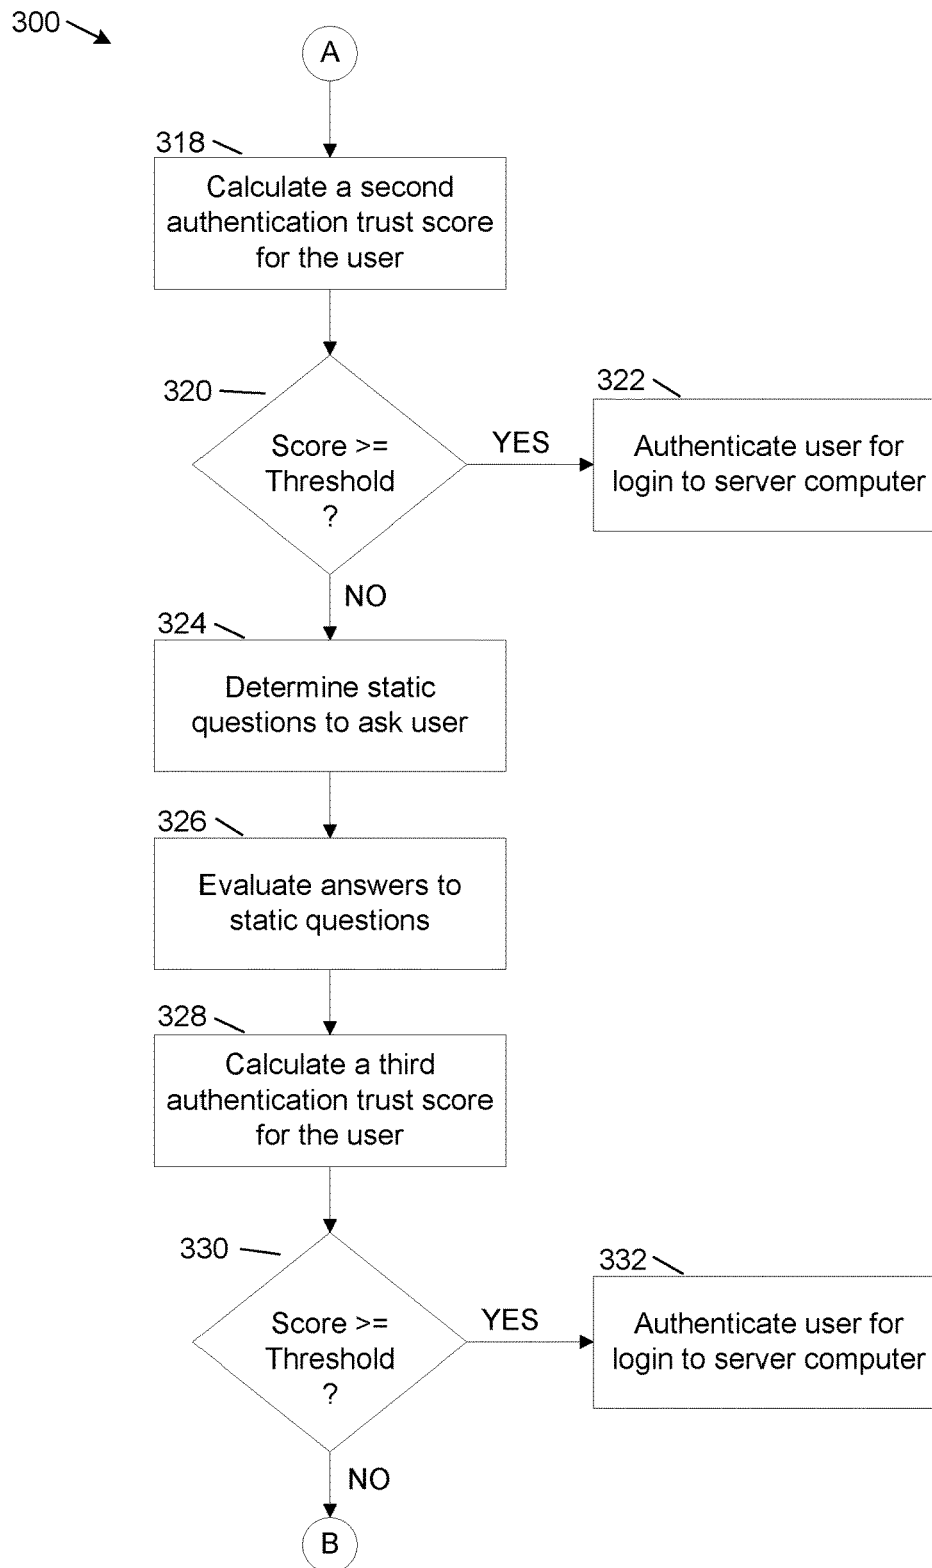 300
A
318
Calculate a second
authentication trust score
for the user
320
Score >=
Threshold
?
YES
322
Authenticate user for
login to server computer
NO
324
Determine static
questions to ask user
326
Evaluate answers to
static questions
328
Calculate a third
authentication trust score
for the user
330
Score >=
Threshold
?
YES
332
Authenticate user for
login to server computer
NO
B